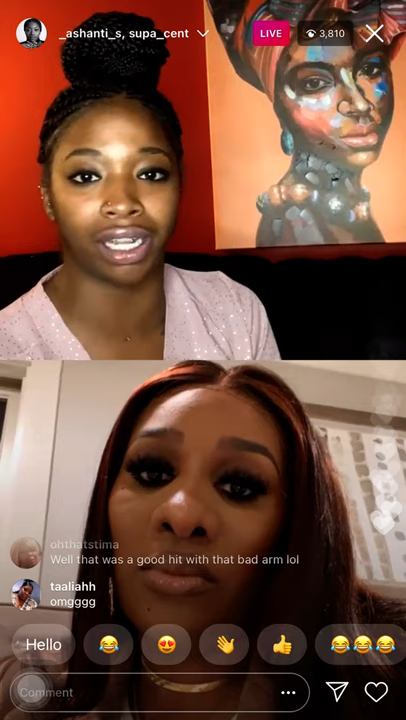 _ashanti_s, supa_cent
LIVE
3,810
ohthatstima
Well that was a good hit with that bad arm lol
taaliahh
omgggg
Hello
Comment